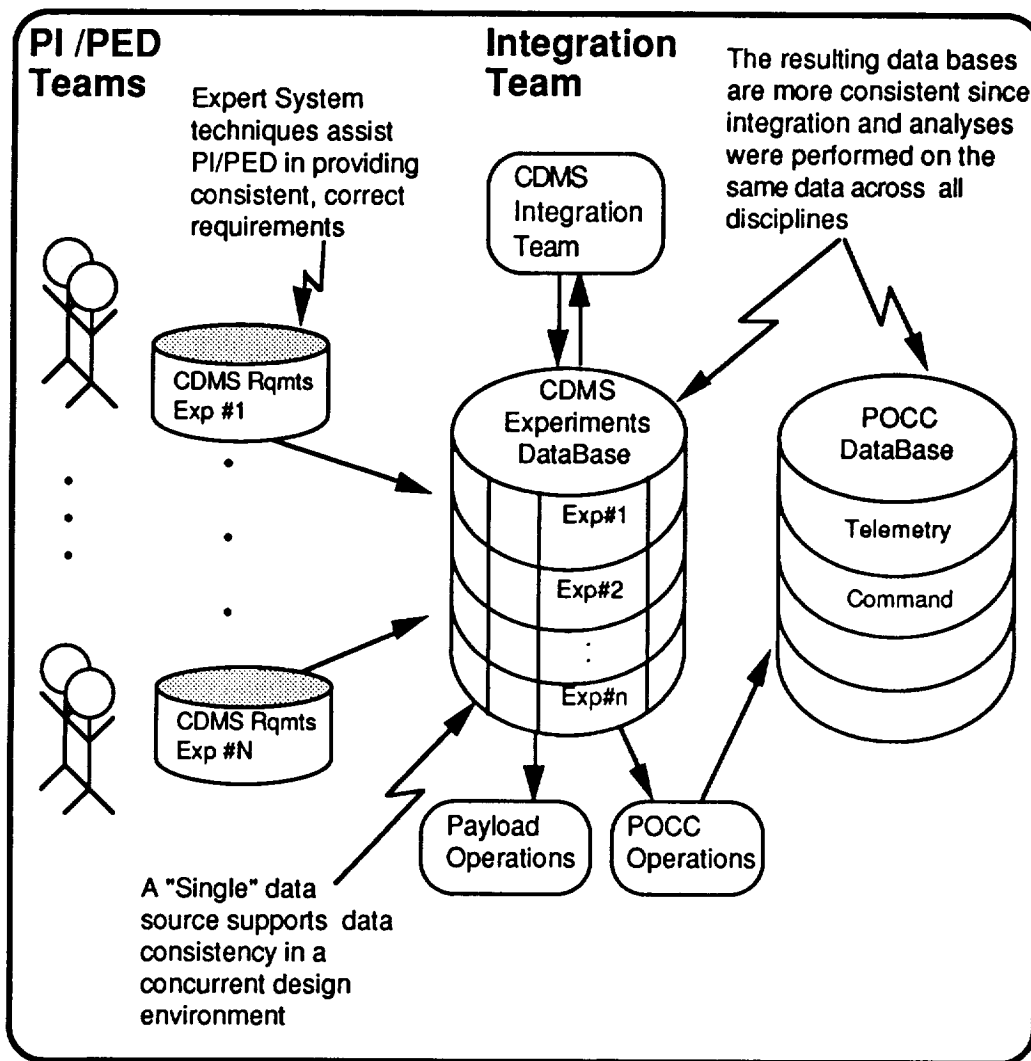 PI /PED
Teams
Expert System
techniques assist
PI/PED in providing
consistent, correct
requirements
Integration
Team
The resulting data bases
are more consistent since
integration and analyses
were performed on the
same data across all
disciplines
CDMS
Integration
Team
CDMS Rqmts
Exp #1
CDMS
Experiments
DataBase
Exp#1
Exp#2
:
Exp#n
POCC
DataBase
Telemetry
Command
CDMS Rqmts
Exp #N
Payload
Operations
POCC
Operations
A "Single" data
source supports data
consistency in a
concurrent design
environment